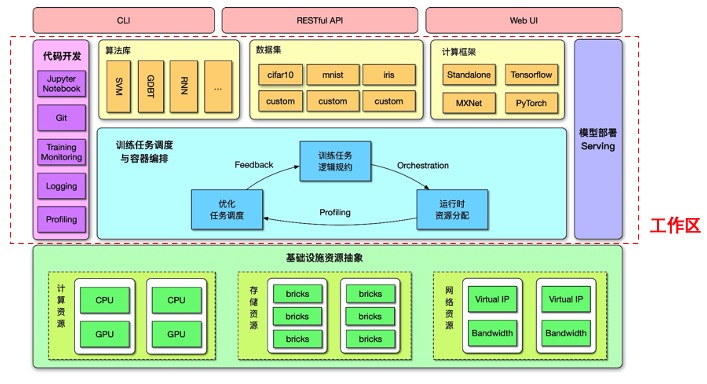 CLI
RESTful API
Web UI
代码开发
Jupyter
Notebook
Git
Training
Monitoring
Logging
Profiling
算法库
SVM
GDBT
RNN
...
数据集
cifar10
mnist
iris
custom
custom
custom
计算框架
Standalone
Tensorflow
MXNet
PyTorch
训练任务调度
与容器编排
Feedback
训练任务
逻辑规约
Orchestration
优化
任务调度
Profiling
运行时
资源分配
模型部署
Serving
工作区
基础设施资源抽象
计算资源
CPU
CPU
GPU
GPU
存储资源
bricks
bricks
bricks
bricks
bricks
bricks
网络资源
Virtual IP
Virtual IP
Bandwidth
Bandwidth